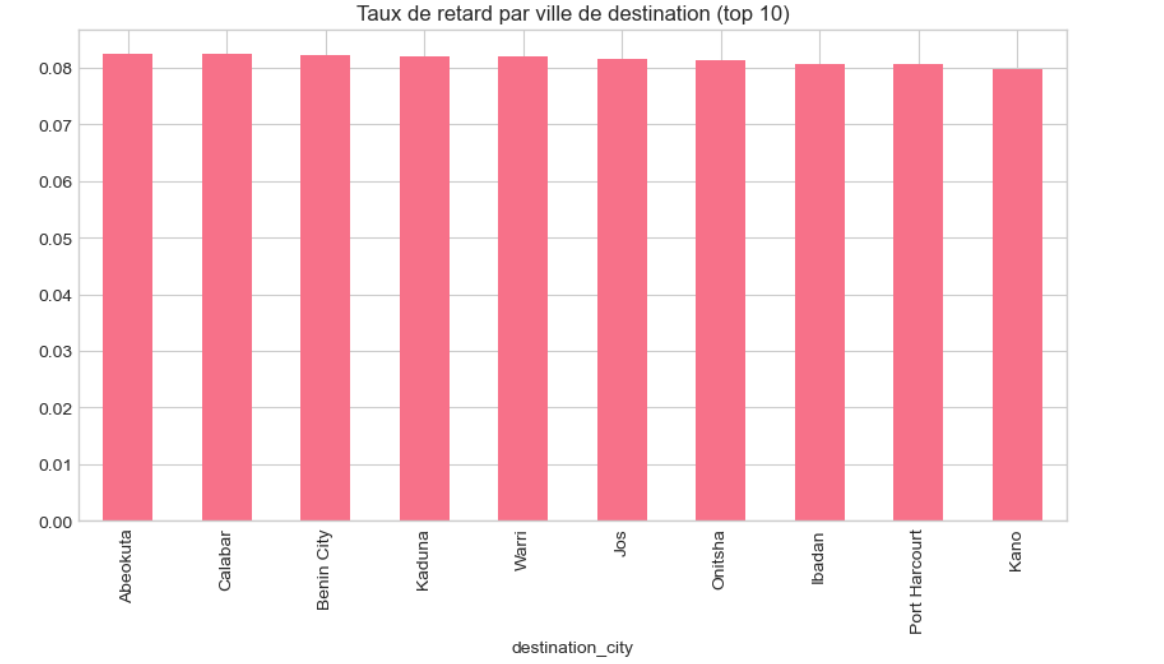 Taux de retard par ville de destination (top 10)
0.08
0.07
0.06
0.05
0.04
0.03
0.02
0.01
0.00
Abeokuta
Calabar
Benin City
Kaduna
Warri
Jos
Onitsha
Ibadan
Port Harcourt
Kano
destination_city